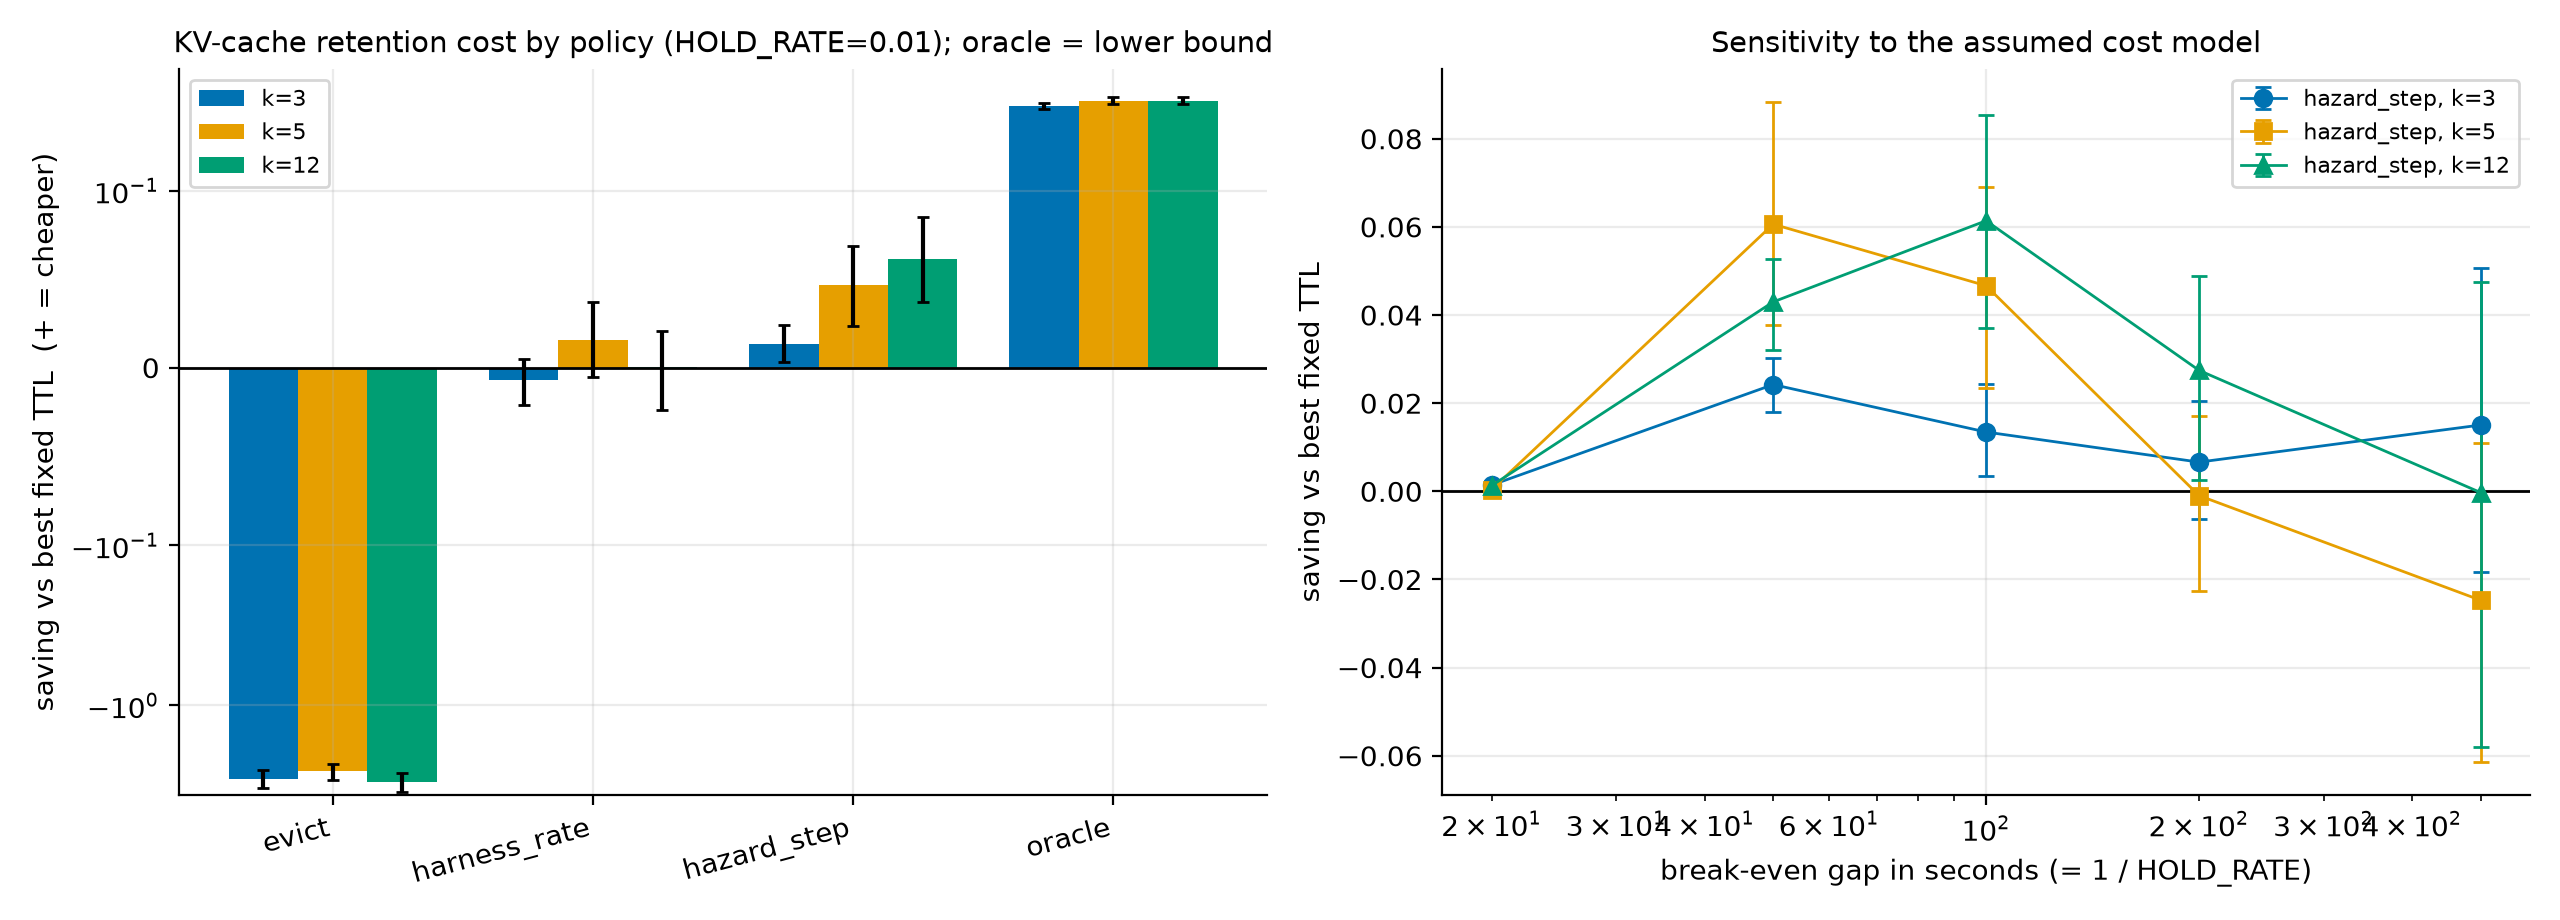 KV-cache retention cost by policy (HOLD_RATE=0.01); oracle = lower bound
k=3
k=5
k=12
saving vs best fixed TTL (+ = cheaper)
10⁻¹
0
−10⁻¹
−10⁰
evict
harness_rate
hazard_step
oracle
Sensitivity to the assumed cost model
hazard_step, k=3
hazard_step, k=5
hazard_step, k=12
saving vs best fixed TTL
0.08
0.06
0.04
0.02
0.00
−0.02
−0.04
−0.06
2 × 10¹ 3 × 10¹ 4 × 10¹ 6 × 10¹ 10² 2 × 10² 3 × 10² 4 × 10²
break-even gap in seconds (= 1 / HOLD_RATE)